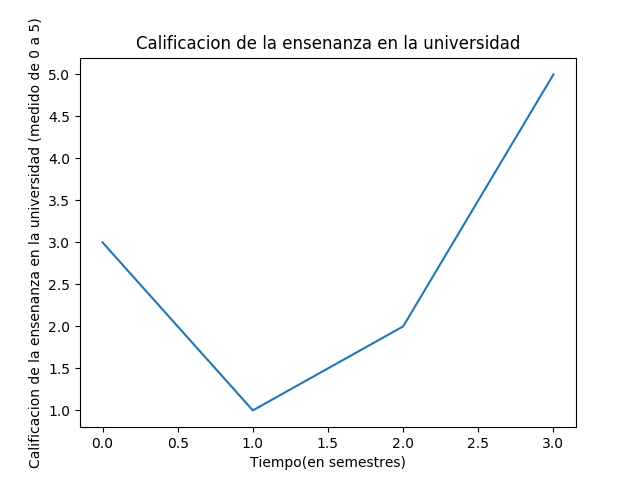 Calificacion de la ensenanza en la universidad
Calificacion de la ensenanza en la universidad (medido de 0 a 5)
5.0
4.5
4.0
3.5
3.0
2.5
2.0
1.5
1.0
0.0 0.5 1.0 1.5 2.0 2.5 3.0
Tiempo(en semestres)